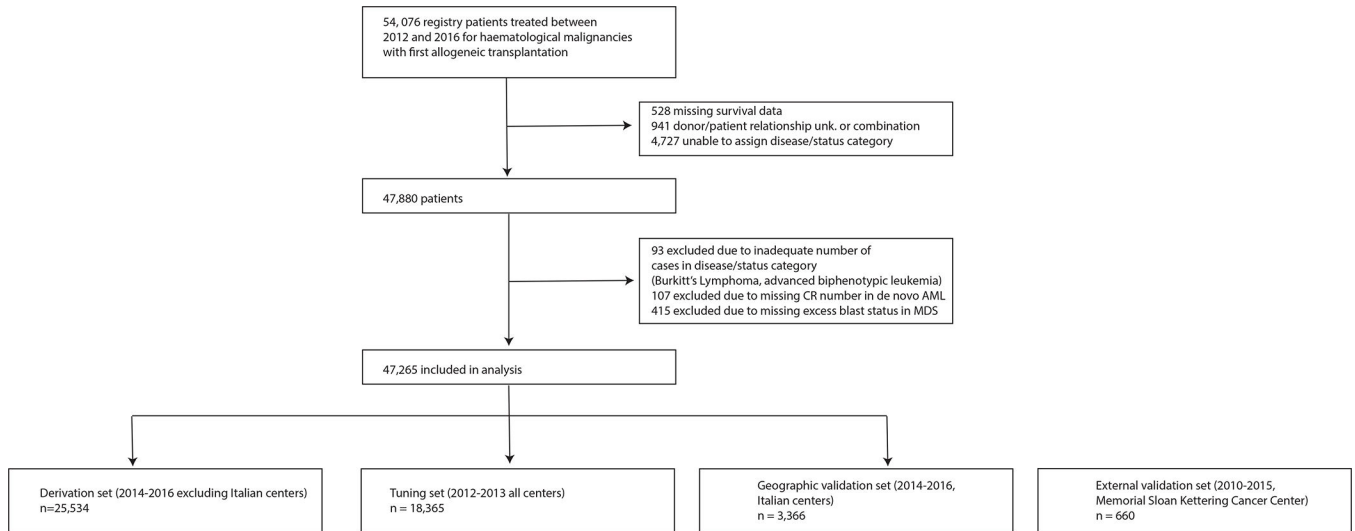 54, 076 registry patients treated between
2012 and 2016 for haematological malignancies
with first allogeneic transplantation
528 missing survival data
941 donor/patient relationship unk. or combination
4,727 unable to assign disease/status category
47,880 patients
93 excluded due to inadequate number of
cases in disease/status category
(Burkitt's Lymphoma, advanced biphenotypic leukemia)
107 excluded due to missing CR number in de novo AML
415 excluded due to missing excess blast status in MDS
47,265 included in analysis
Derivation set (2014-2016 excluding Italian centers)
n=25,534
Tuning set (2012-2013 all centers)
n = 18,365
Geographic validation set (2014-2016,
Italian centers)
n = 3,366
External validation set (2010-2015,
Memorial Sloan Kettering Cancer Center)
n = 660